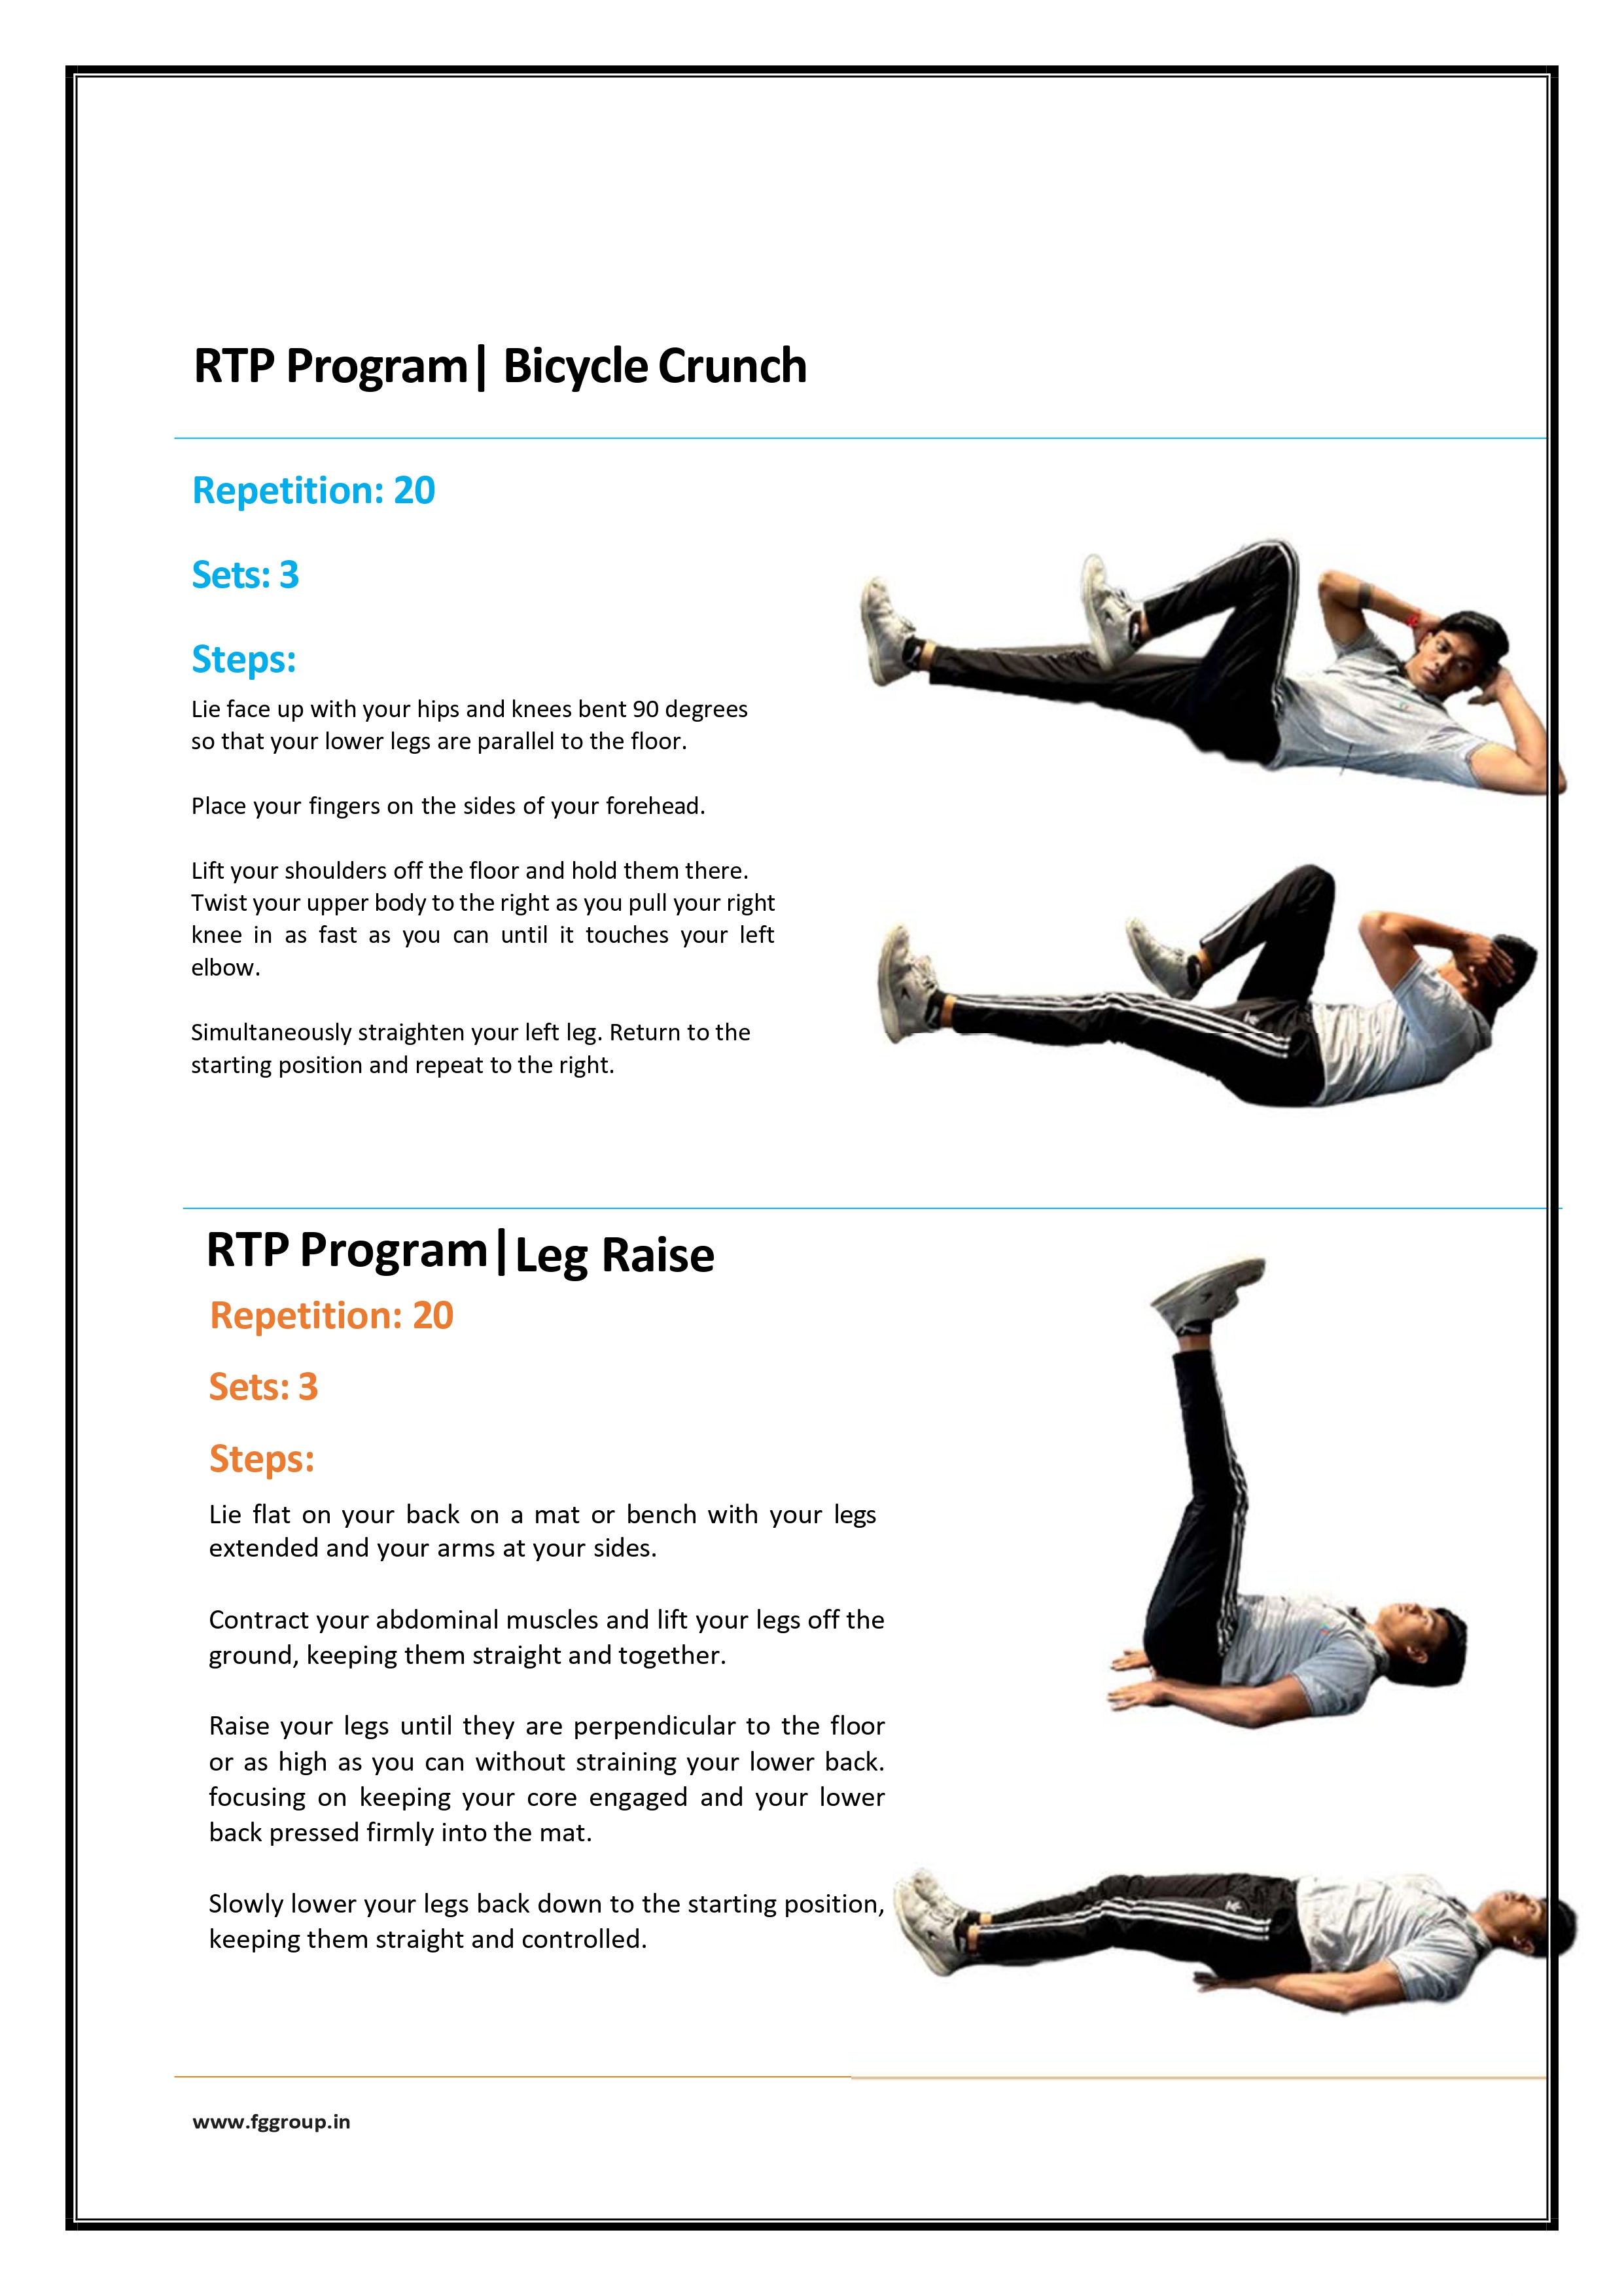 RTP Program| Bicycle Crunch
Repetition: 20
Sets: 3
Steps:
Lie face up with your hips and knees bent 90 degrees
so that your lower legs are parallel to the floor.
Place your fingers on the sides of your forehead.
Lift your shoulders off the floor and hold them there.
Twist your upper body to the right as you pull your right
knee in as fast as you can until it touches your left
elbow.
Simultaneously straighten your left leg. Return to the
starting position and repeat to the right.
RTP Program|Leg Raise
Repetition: 20
Sets: 3
Steps:
Lie flat on your back on a mat or bench with your legs
extended and your arms at your sides.
Contract your abdominal muscles and lift your legs off the
ground, keeping them straight and together.
Raise your legs until they are perpendicular to the floor
or as high as you can without straining your lower back.
focusing on keeping your core engaged and your lower
back pressed firmly into the mat.
Slowly lower your legs back down to the starting position,
keeping them straight and controlled.
www.fggroup.in